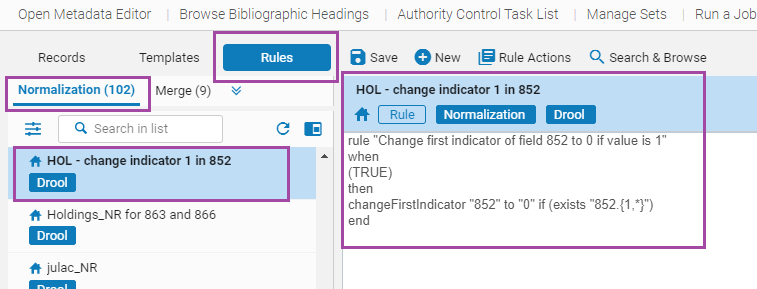 Open Metadata Editor | Browse Bibliographic Headings | Authority Control Task List | Manage Sets | Run a Job
Records Templates Rules Save New Rule Actions Search & Browse
Normalization (102) Merge (9)
Search in list
HOL - change indicator 1 in 852
Drool
Holdings_NR for 863 and 866
Drool
julac_NR
HOL - change indicator 1 in 852
Rule Normalization Drool
rule "Change first indicator of field 852 to 0 if value is 1"
when
(TRUE)
then
changeFirstIndicator "852" to "0" if (exists "852.{1,*}")
end